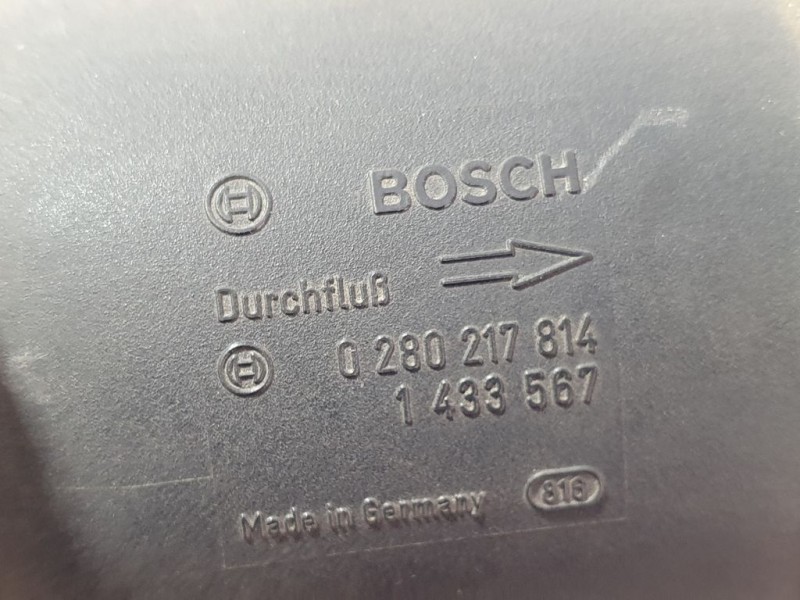 BOSCH
Durchfluß
0 280 217 814
1 433 567
Made in Germany 816